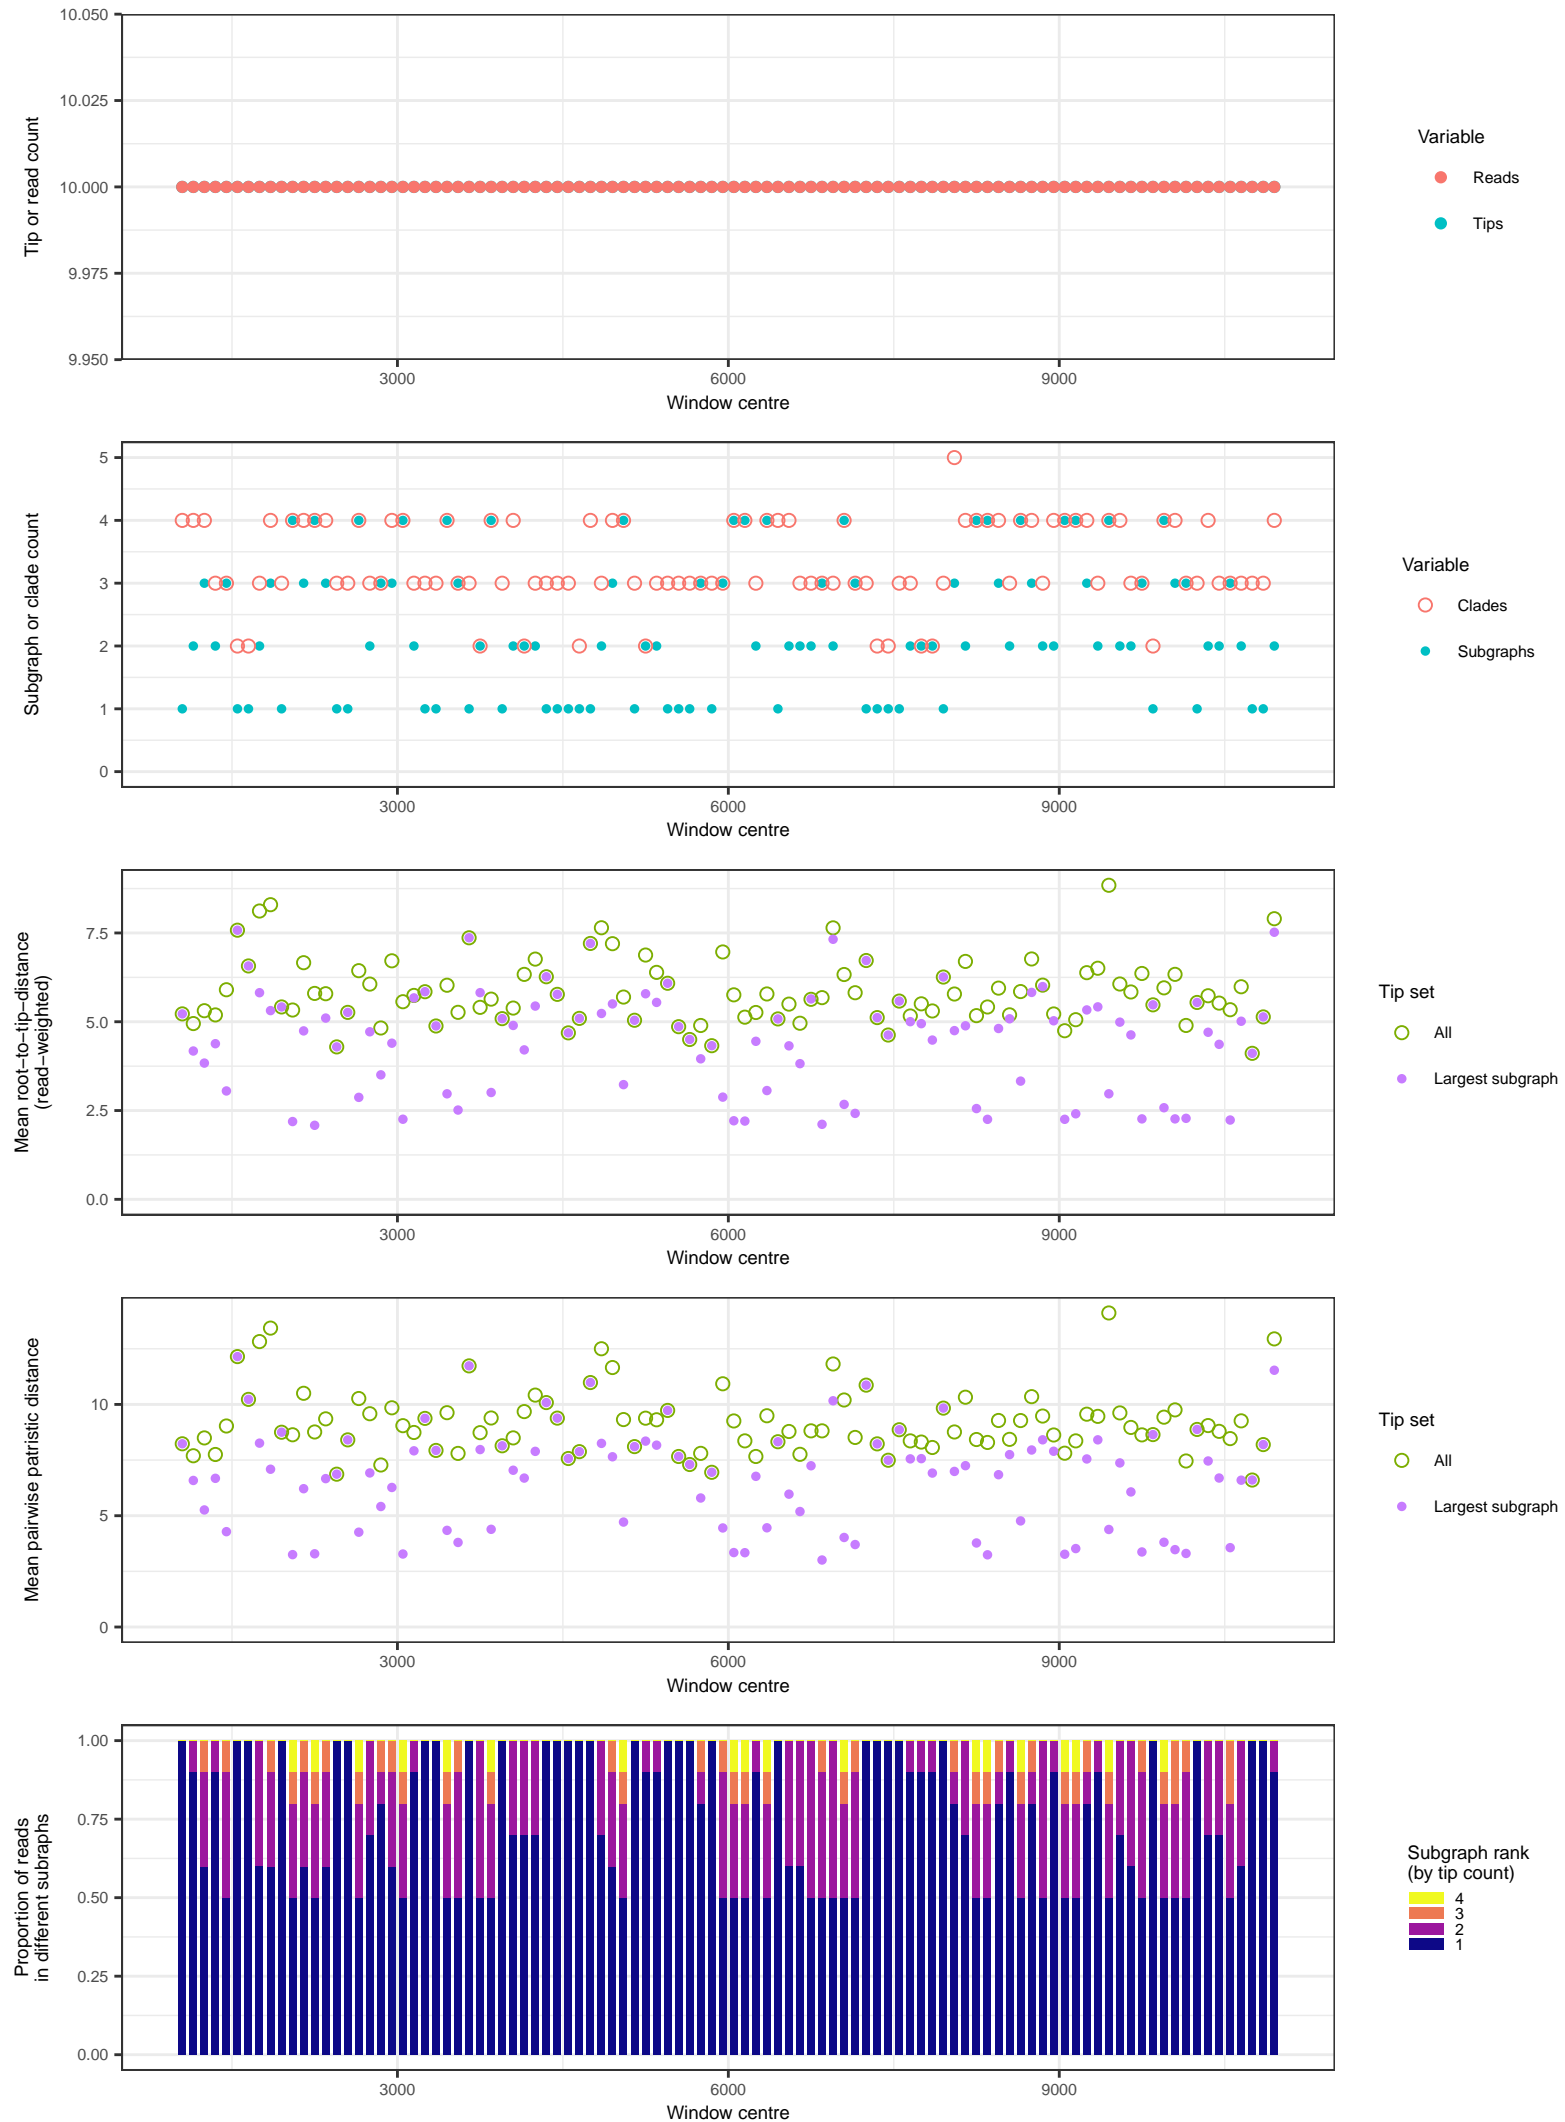 10.050
10.025
10.000
9.975
9.950
Tip or read count
3000 6000 9000
Window centre
Variable
Reads
Tips
5
4
3
2
1
0
Subgraph or clade count
3000 6000 9000
Window centre
Variable
Clades
Subgraphs
7.5
5.0
2.5
0.0
Mean root−to−tip−distance
(read−weighted)
3000 6000 9000
Window centre
Tip set
All
Largest subgraph
10
5
0
Mean pairwise patristic distance
3000 6000 9000
Window centre
Tip set
All
Largest subgraph
1.00
0.75
0.50
0.25
0.00
Proportion of reads
in different subraphs
3000 6000 9000
Window centre
Subgraph rank
(by tip count)
4
3
2
1